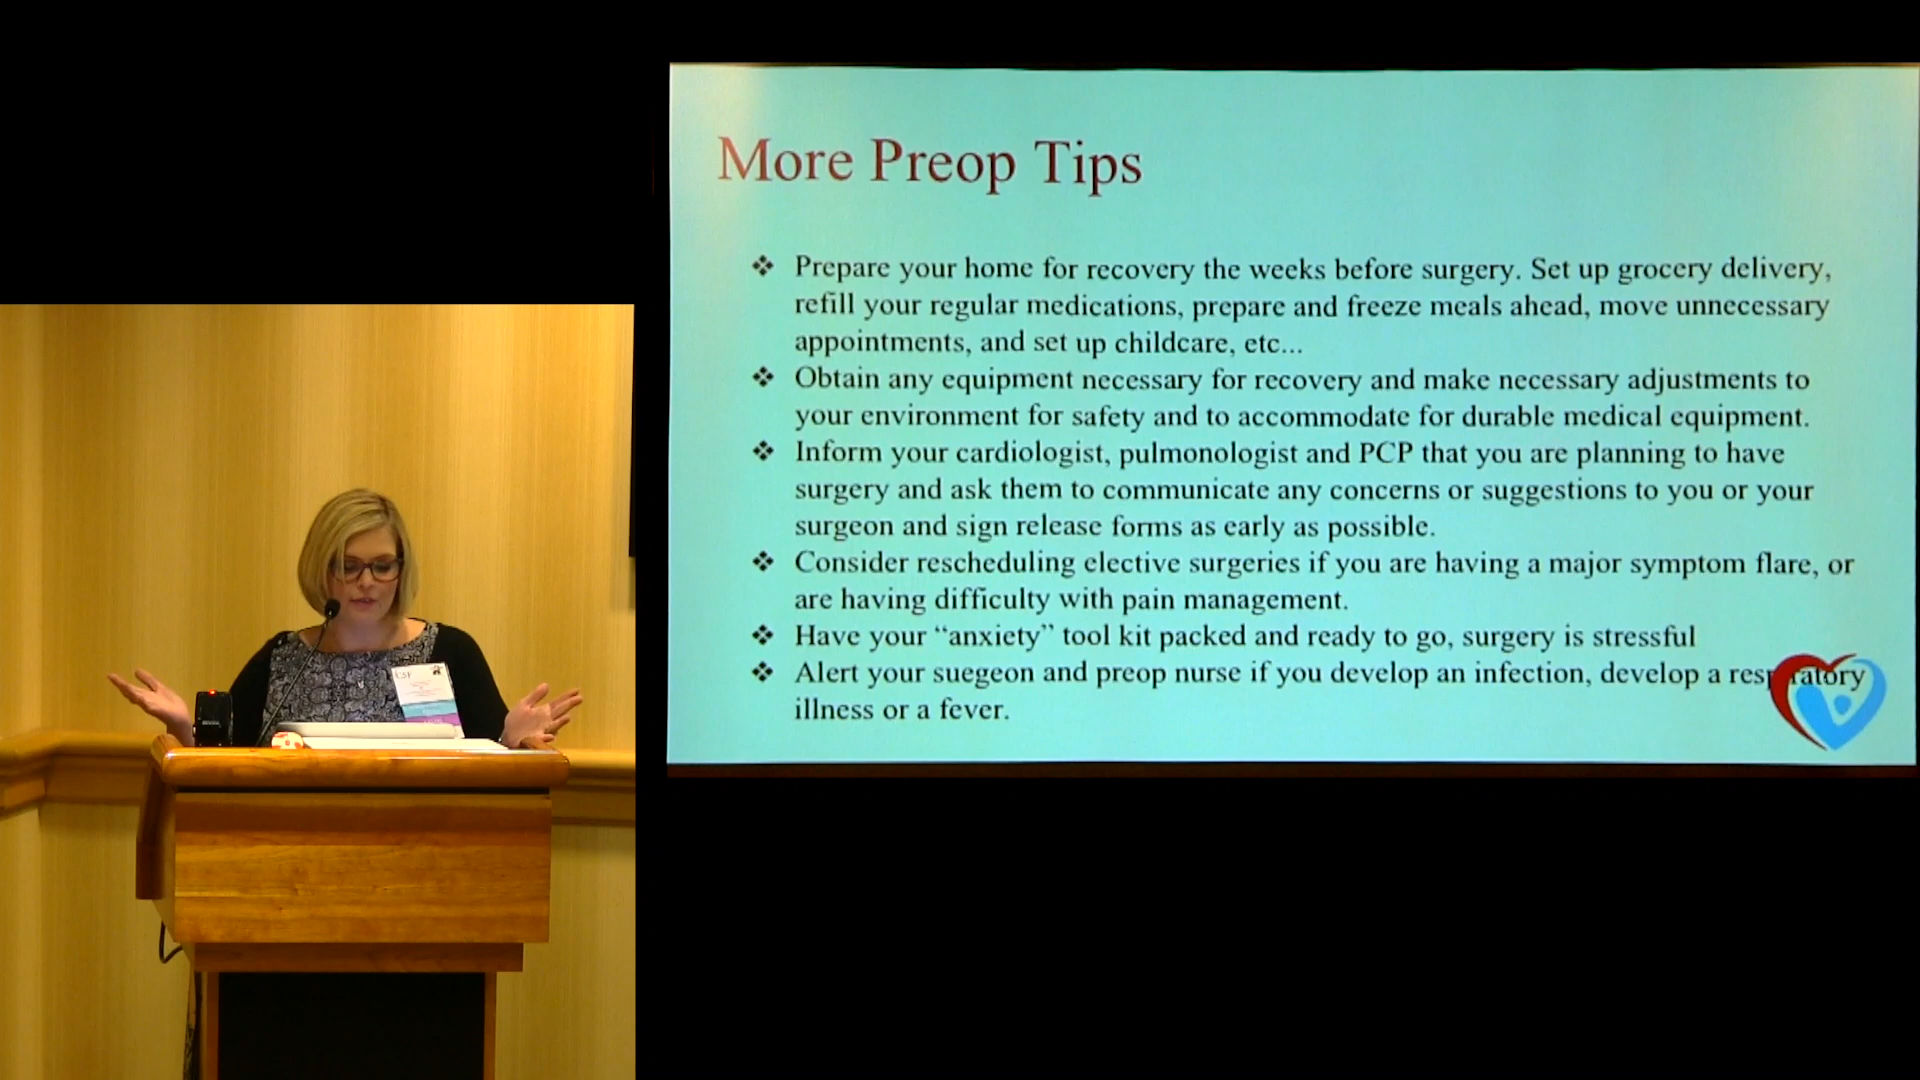 More Preop Tips
❖ Prepare your home for recovery the weeks before surgery. Set up grocery delivery,
refill your regular medications, prepare and freeze meals ahead, move unnecessary
appointments, and set up childcare, etc...
❖ Obtain any equipment necessary for recovery and make necessary adjustments to
your environment for safety and to accommodate for durable medical equipment.
❖ Inform your cardiologist, pulmonologist and PCP that you are planning to have
surgery and ask them to communicate any concerns or suggestions to you or your
surgeon and sign release forms as early as possible.
❖ Consider rescheduling elective surgeries if you are having a major symptom flare, or
are having difficulty with pain management.
❖ Have your “anxiety” tool kit packed and ready to go, surgery is stressful
❖ Alert your suegeon and preop nurse if you develop an infection, develop a respiratory
illness or a fever.